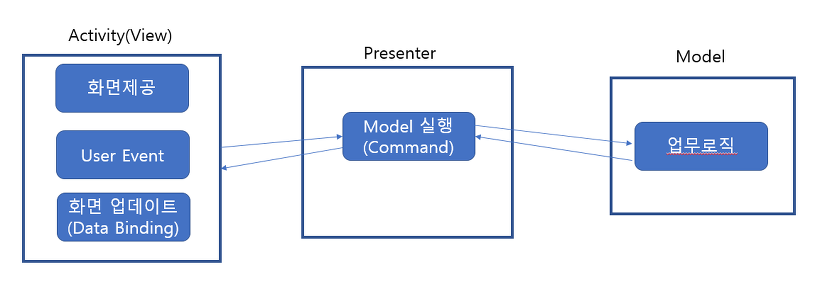 Activity(View)
화면제공
User Event
화면 업데이트
(Data Binding)
Presenter
Model 실행
(Command)
Model
업무로직